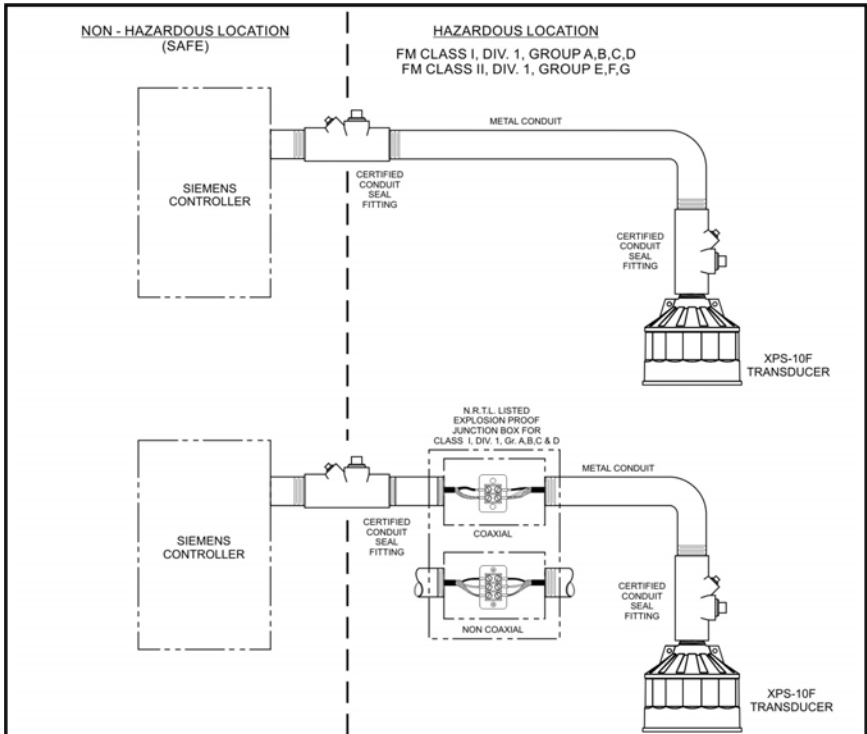 NON - HAZARDOUS LOCATION
(SAFE)
HAZARDOUS LOCATION
FM CLASS I, DIV. 1, GROUP A,B,C,D
FM CLASS II, DIV. 1, GROUP E,F,G
METAL CONDUIT
SIEMENS
CONTROLLER
CERTIFIED
CONDUIT
SEAL
FITTING
CERTIFIED
CONDUIT
SEAL
FITTING
XPS-10F
TRANSDUCER
N.R.T.L. LISTED
EXPLOSION PROOF
JUNCTION BOX FOR
CLASS I, DIV. 1, Gr. A,B,C & D
METAL CONDUIT
SIEMENS
CONTROLLER
CERTIFIED
CONDUIT
SEAL
FITTING
COAXIAL
NON COAXIAL
CERTIFIED
CONDUIT
SEAL
FITTING
XPS-10F
TRANSDUCER